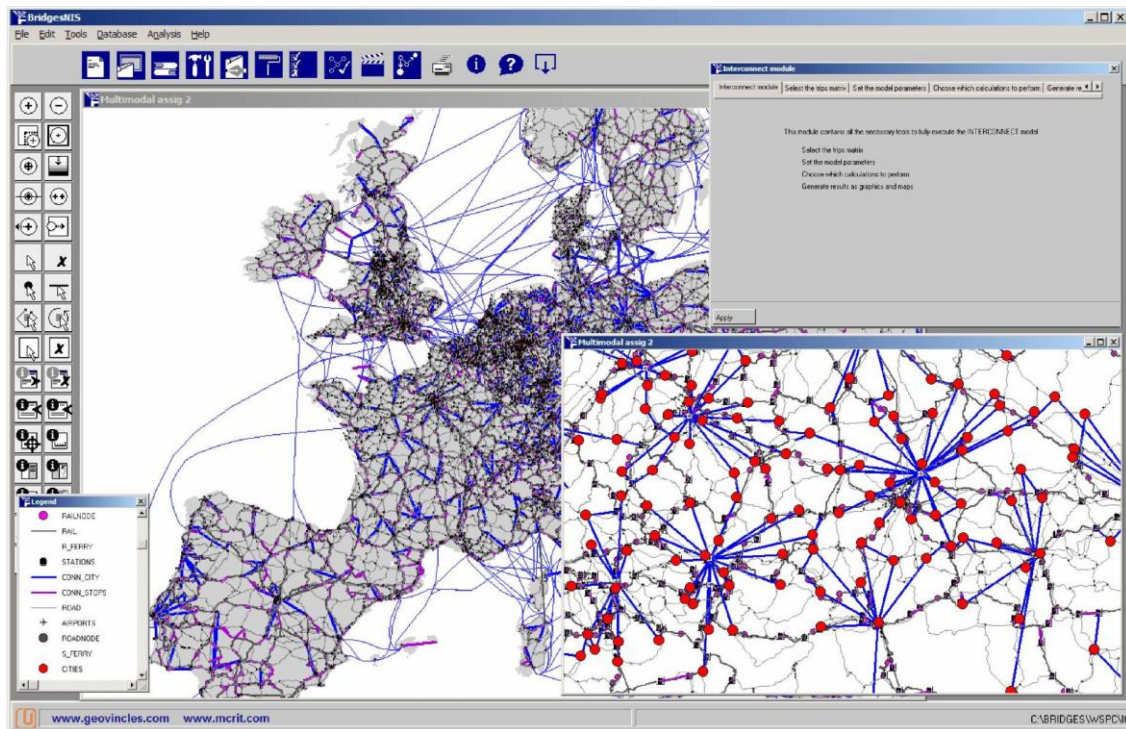 BridgesNIS
File Edit Tools Database Analysis Help
Multimodal assig 2
Interconnect module
Interconnect module Select the trips matrix Set the model parameters Choose which calculations to perform Generate re
This module contains all the necessary tools to fully execute the INTERCONNECT model
Select the trips matrix
Set the model parameters
Choose which calculations to perform
Generate results as graphics and maps
Apply
Multimodal assig 2
Legend
RAILNODE
RAIL
R_FERRY
STATIONS
CONN_CITY
CONN_STOPS
ROAD
AIRPORTS
ROADNODE
S_FERRY
CITIES
www.geovincles.com www.mcrit.com
C:\BRIDGES\WSPC\I